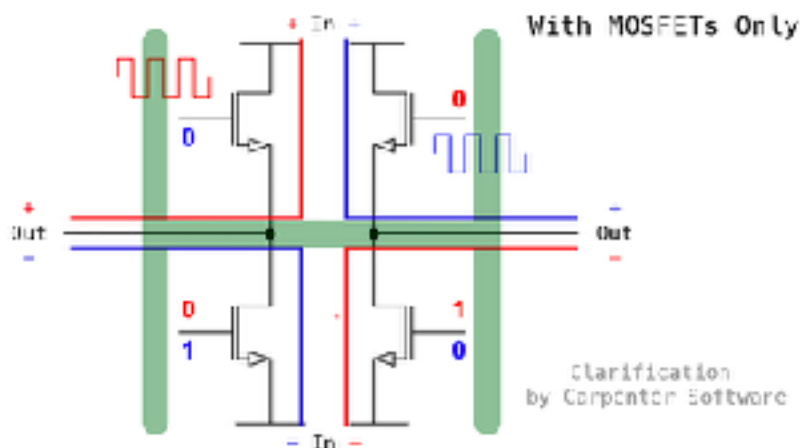 + In +
With MOSFETs Only
0
0
+
+
Out
Out
–
–
0
1
1
0
Clarification
by Carpenter Software
– In –